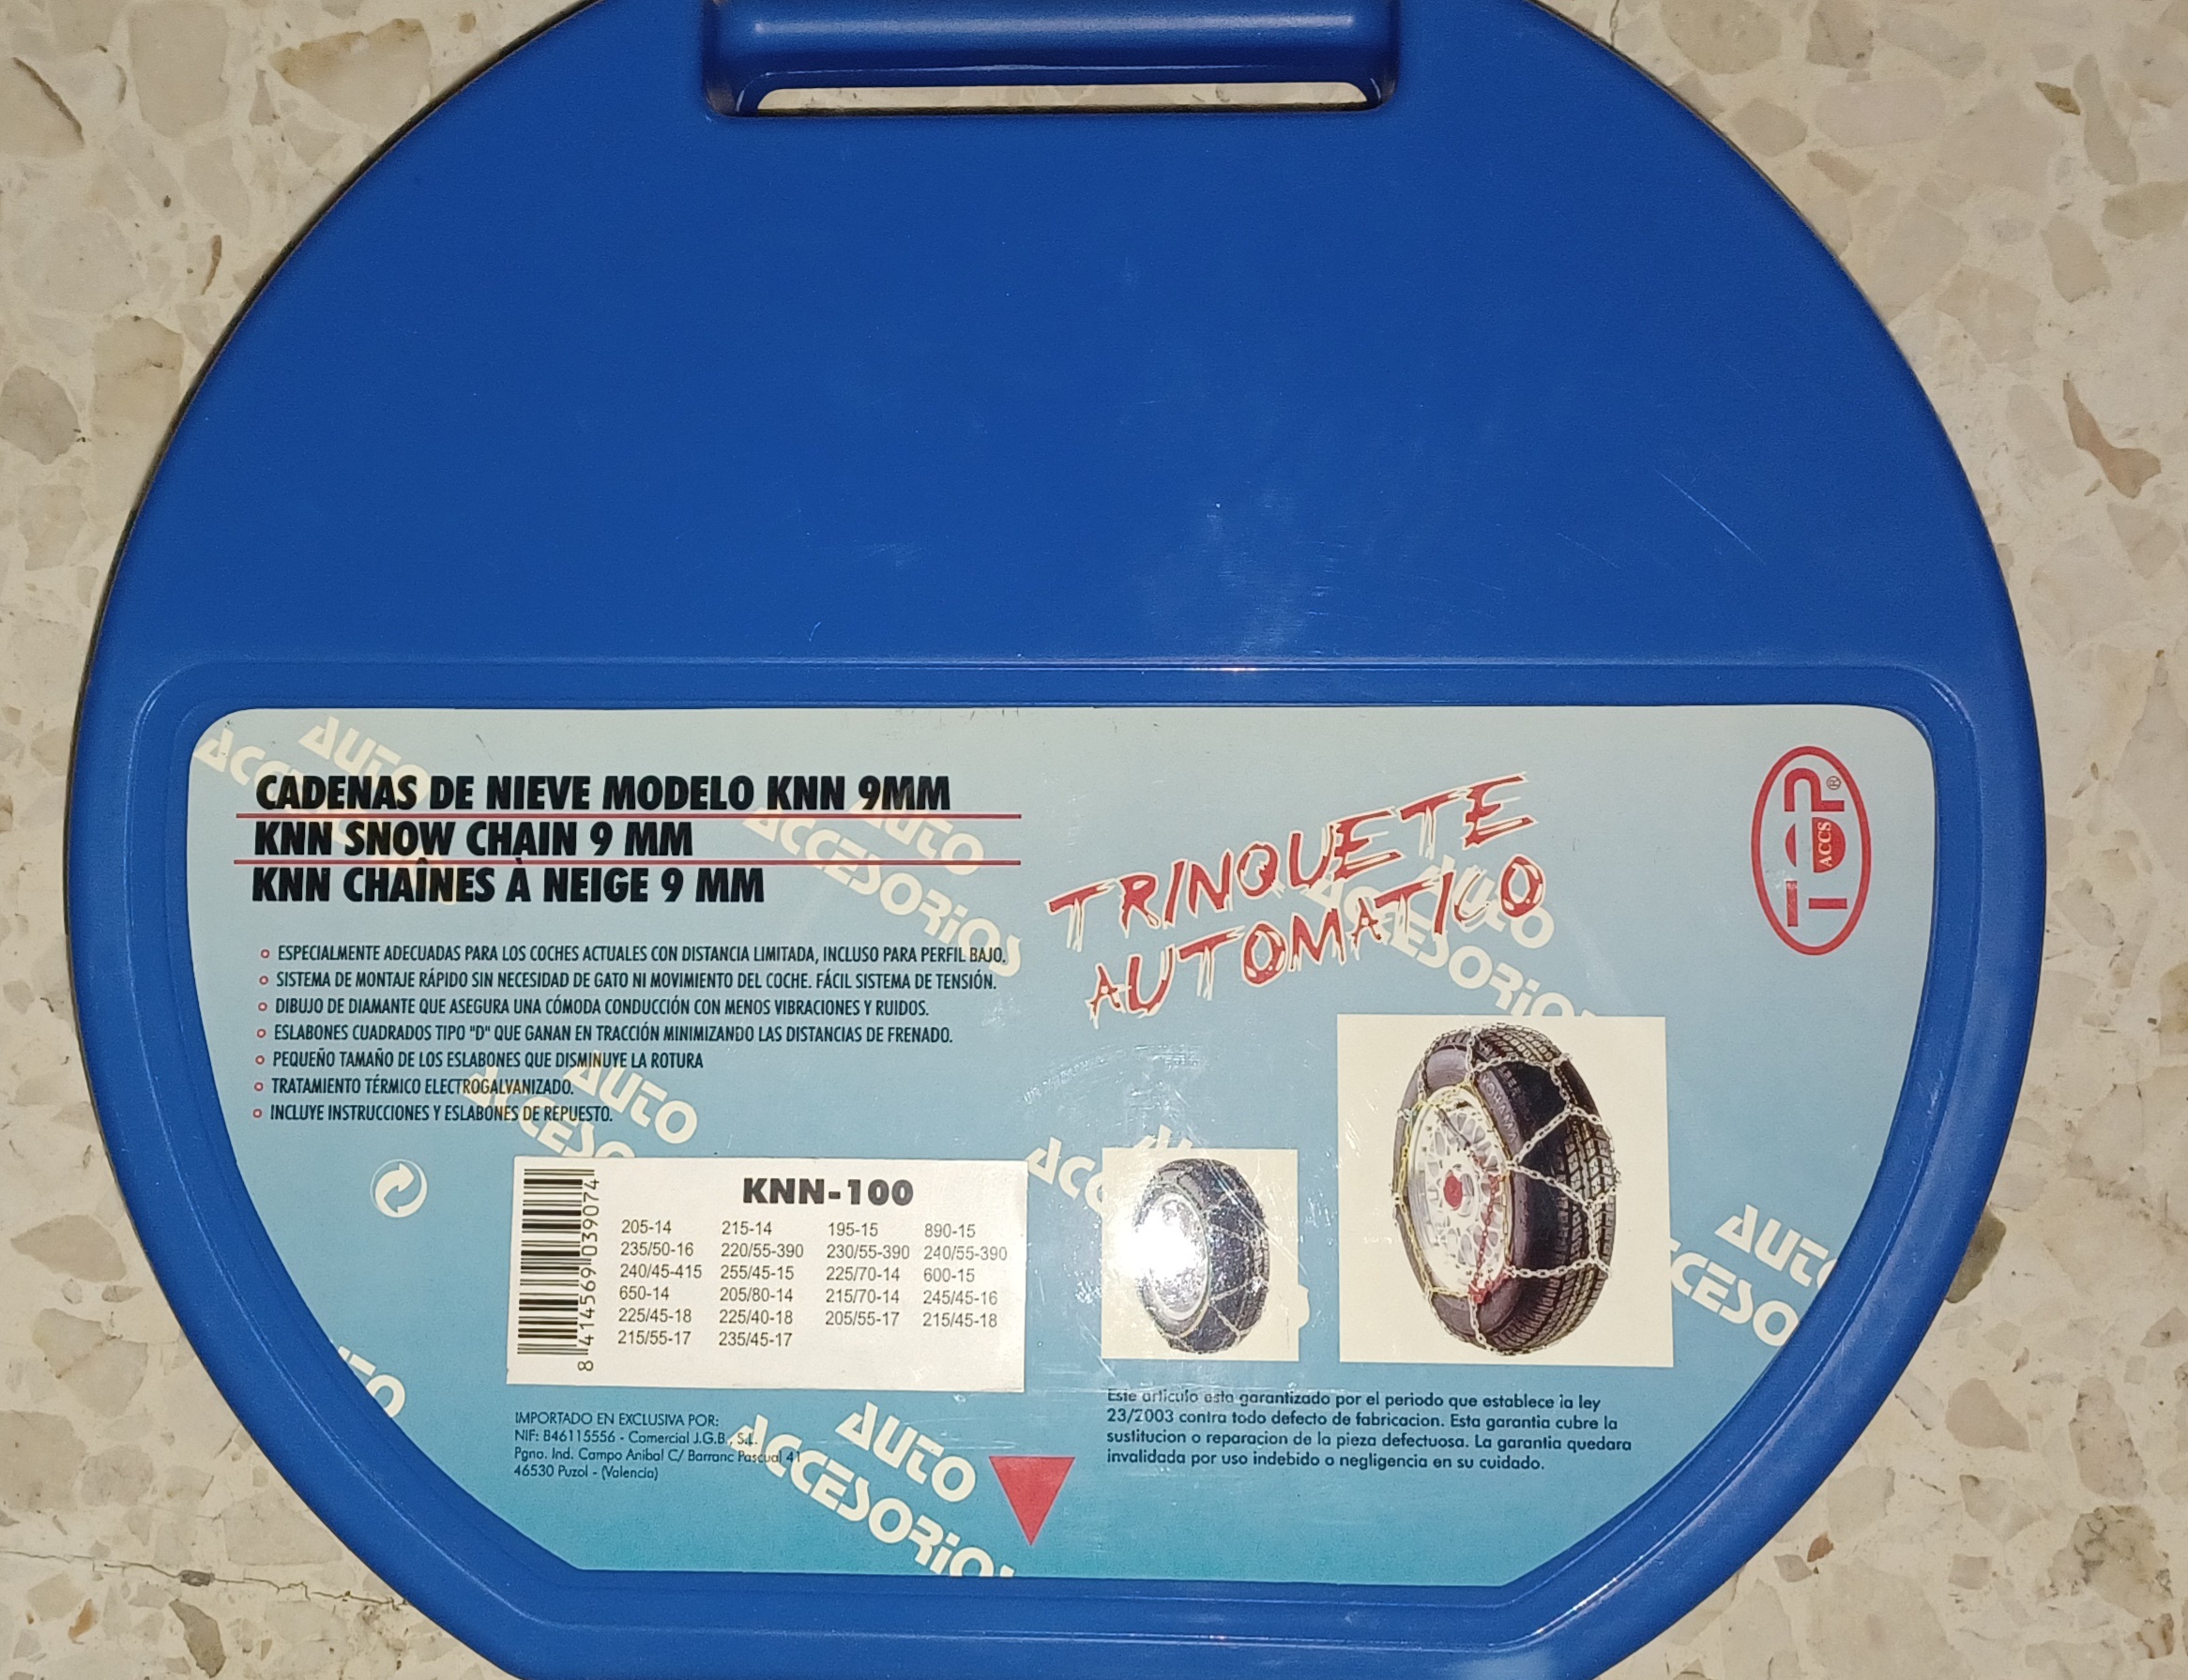 CADENAS DE NIEVE MODELO KNN 9MM
KNN SNOW CHAIN 9 MM
KNN CHAÎNES À NEIGE 9 MM
TRINQUETE
AUTOMATICO
TOP
ACCS
®
ESPECIALMENTE ADECUADAS PARA LOS COCHES ACTUALES CON DISTANCIA LIMITADA, INCLUSO PARA PERFIL BAJO.
SISTEMA DE MONTAJE RÁPIDO SIN NECESIDAD DE GATO NI MOVIMIENTO DEL COCHE. FÁCIL SISTEMA DE TENSIÓN.
DIBUJO DE DIAMANTE QUE ASEGURA UNA CÓMODA CONDUCCIÓN CON MENOS VIBRACIONES Y RUIDOS.
ESLABONES CUADRADOS TIPO "D" QUE GANAN EN TRACCIÓN MINIMIZANDO LAS DISTANCIAS DE FRENADO.
PEQUEÑO TAMAÑO DE LOS ESLABONES QUE DISMINUYE LA ROTURA
TRATAMIENTO TÉRMICO ELECTROGALVANIZADO.
INCLUYE INSTRUCCIONES Y ESLABONES DE REPUESTO.
KNN-100
205-14 215-14 195-15 890-15
235/50-16 220/55-390 230/55-390 240/55-390
240/45-415 255/45-15 225/70-14 600-15
650-14 205/80-14 215/70-14 245/45-16
225/45-18 225/40-18 205/55-17 215/45-18
215/55-17 235/45-17
8 414569 039074
IMPORTADO EN EXCLUSIVA POR:
NIF: B46115556 - Comercial J.G.B., S.L.
Pgno. Ind. Campo Anibal C/ Barranc Pascual 41
46530 Puzol - (Valencia)
Este articulo esta garantizado por el periodo que establece la ley
23/2003 contra todo defecto de fabricacion. Esta garantia cubre la
sustitucion o reparacion de la pieza defectuosa. La garantia quedara
invalidada por uso indebido o negligencia en su cuidado.
AUTO
ACCESORIOS
AUTO
ACCESORIOS
AUTO
ACCESORIOS